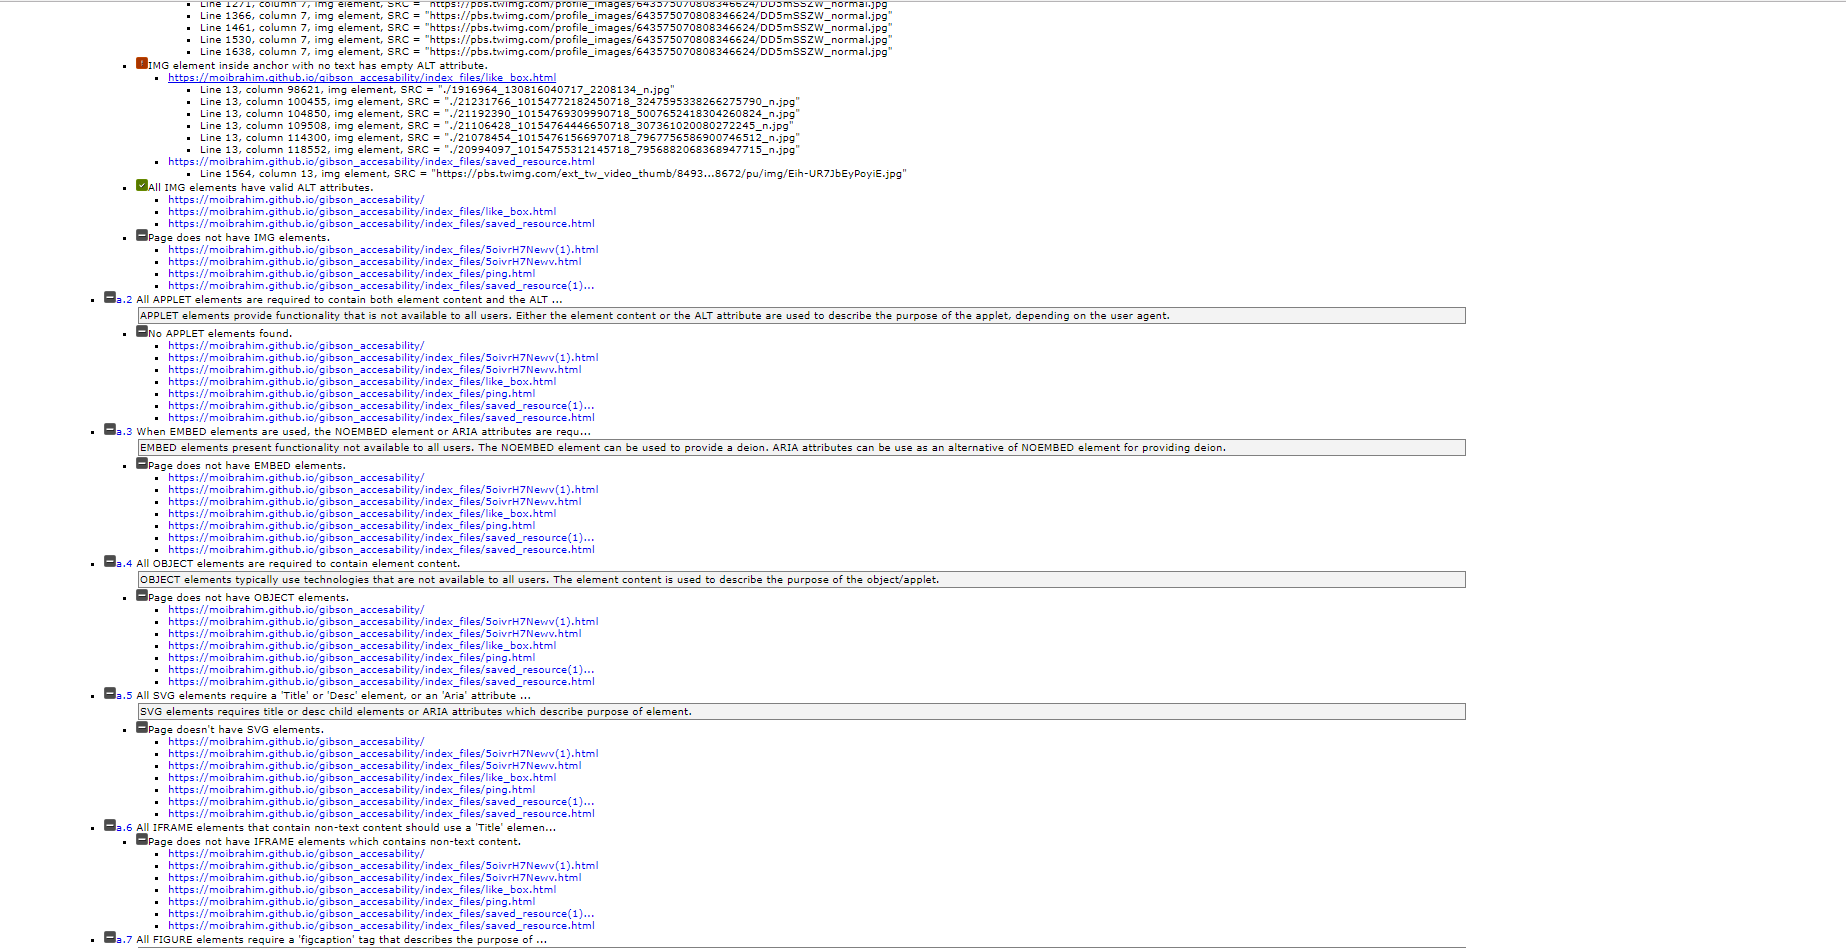 Line 1271, column 7, img element, SRC = "https://pbs.twimg.com/profile_images/643575070808346624/DD5mSSZW_normal.jpg
Line 1366, column 7, img element, SRC = "https://pbs.twimg.com/profile_images/643575070808346624/DD5mSSZW_normal.jpg
Line 1461, column 7, img element, SRC = "https://pbs.twimg.com/profile_images/643575070808346624/DD5mSSZW_normal.jpg
Line 1530, column 7, img element, SRC = "https://pbs.twimg.com/profile_images/643575070808346624/DD5mSSZW_normal.jpg
Line 1638, column 7, img element, SRC = "https://pbs.twimg.com/profile_images/643575070808346624/DD5mSSZW_normal.jpg
IMG element inside anchor with no text has empty ALT attribute.
https://moibrahim.github.io/gibson_accesability/index_files/like_box.html
Line 13, column 98621, img element, SRC = "./1916964_130816040717_2208134_n.jpg"
Line 13, column 100455, img element, SRC = "./21231766_10154772182450718_3247595338266275790_n.jpg"
Line 13, column 104850, img element, SRC = "./21192390_10154769309990718_5007652418304260824_n.jpg"
Line 13, column 109508, img element, SRC = "./21106428_10154764446650718_307361020080272245_n.jpg"
Line 13, column 114300, img element, SRC = "./21078454_10154761566970718_7967756586900746512_n.jpg"
Line 13, column 118552, img element, SRC = "./20994097_10154755312145718_7956882068368947715_n.jpg"
https://moibrahim.github.io/gibson_accesability/index_files/saved_resource.html
Line 1564, column 13, img element, SRC = "https://pbs.twimg.com/ext_tw_video_thumb/8493...8672/pu/img/Eih-UR7JbEyPoyiE.jpg"
All IMG elements have valid ALT attributes.
https://moibrahim.github.io/gibson_accesability/
https://moibrahim.github.io/gibson_accesability/index_files/like_box.html
https://moibrahim.github.io/gibson_accesability/index_files/saved_resource.html
Page does not have IMG elements.
https://moibrahim.github.io/gibson_accesability/index_files/5oivrH7Newv(1).html
https://moibrahim.github.io/gibson_accesability/index_files/5oivrH7Newv.html
https://moibrahim.github.io/gibson_accesability/index_files/ping.html
https://moibrahim.github.io/gibson_accesability/index_files/saved_resource(1)...
a.2 All APPLET elements are required to contain both element content and the ALT ...
APPLET elements provide functionality that is not available to all users. Either the element content or the ALT attribute are used to describe the purpose of the applet, depending on the user agent.
No APPLET elements found.
https://moibrahim.github.io/gibson_accesability/
https://moibrahim.github.io/gibson_accesability/index_files/5oivrH7Newv(1).html
https://moibrahim.github.io/gibson_accesability/index_files/5oivrH7Newv.html
https://moibrahim.github.io/gibson_accesability/index_files/like_box.html
https://moibrahim.github.io/gibson_accesability/index_files/ping.html
https://moibrahim.github.io/gibson_accesability/index_files/saved_resource(1)...
https://moibrahim.github.io/gibson_accesability/index_files/saved_resource.html
a.3 When EMBED elements are used, the NOEMBED element or ARIA attributes are requ...
EMBED elements present functionality not available to all users. The NOEMBED element can be used to provide a deion. ARIA attributes can be use as an alternative of NOEMBED element for providing deion.
Page does not have EMBED elements.
https://moibrahim.github.io/gibson_accesability/
https://moibrahim.github.io/gibson_accesability/index_files/5oivrH7Newv(1).html
https://moibrahim.github.io/gibson_accesability/index_files/5oivrH7Newv.html
https://moibrahim.github.io/gibson_accesability/index_files/like_box.html
https://moibrahim.github.io/gibson_accesability/index_files/ping.html
https://moibrahim.github.io/gibson_accesability/index_files/saved_resource(1)...
https://moibrahim.github.io/gibson_accesability/index_files/saved_resource.html
a.4 All OBJECT elements are required to contain element content.
OBJECT elements typically use technologies that are not available to all users. The element content is used to describe the purpose of the object/applet.
Page does not have OBJECT elements.
https://moibrahim.github.io/gibson_accesability/
https://moibrahim.github.io/gibson_accesability/index_files/5oivrH7Newv(1).html
https://moibrahim.github.io/gibson_accesability/index_files/5oivrH7Newv.html
https://moibrahim.github.io/gibson_accesability/index_files/like_box.html
https://moibrahim.github.io/gibson_accesability/index_files/ping.html
https://moibrahim.github.io/gibson_accesability/index_files/saved_resource(1)...
https://moibrahim.github.io/gibson_accesability/index_files/saved_resource.html
a.5 All SVG elements require a 'Title' or 'Desc' element, or an 'Aria' attribute ...
SVG elements requires title or desc child elements or ARIA attributes which describe purpose of element.
Page doesn't have SVG elements.
https://moibrahim.github.io/gibson_accesability/
https://moibrahim.github.io/gibson_accesability/index_files/5oivrH7Newv(1).html
https://moibrahim.github.io/gibson_accesability/index_files/5oivrH7Newv.html
https://moibrahim.github.io/gibson_accesability/index_files/like_box.html
https://moibrahim.github.io/gibson_accesability/index_files/ping.html
https://moibrahim.github.io/gibson_accesability/index_files/saved_resource(1)...
https://moibrahim.github.io/gibson_accesability/index_files/saved_resource.html
a.6 All IFRAME elements that contain non-text content should use a 'Title' elemen...
Page does not have IFRAME elements which contains non-text content.
https://moibrahim.github.io/gibson_accesability/
https://moibrahim.github.io/gibson_accesability/index_files/5oivrH7Newv(1).html
https://moibrahim.github.io/gibson_accesability/index_files/5oivrH7Newv.html
https://moibrahim.github.io/gibson_accesability/index_files/like_box.html
https://moibrahim.github.io/gibson_accesability/index_files/ping.html
https://moibrahim.github.io/gibson_accesability/index_files/saved_resource(1)...
https://moibrahim.github.io/gibson_accesability/index_files/saved_resource.html
a.7 All FIGURE elements require a 'figcaption' tag that describes the purpose of ...